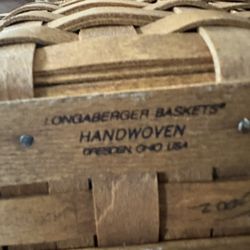 LONGABERGER BASKETS®
HANDWOVEN
DRESDEN, OHIO USA